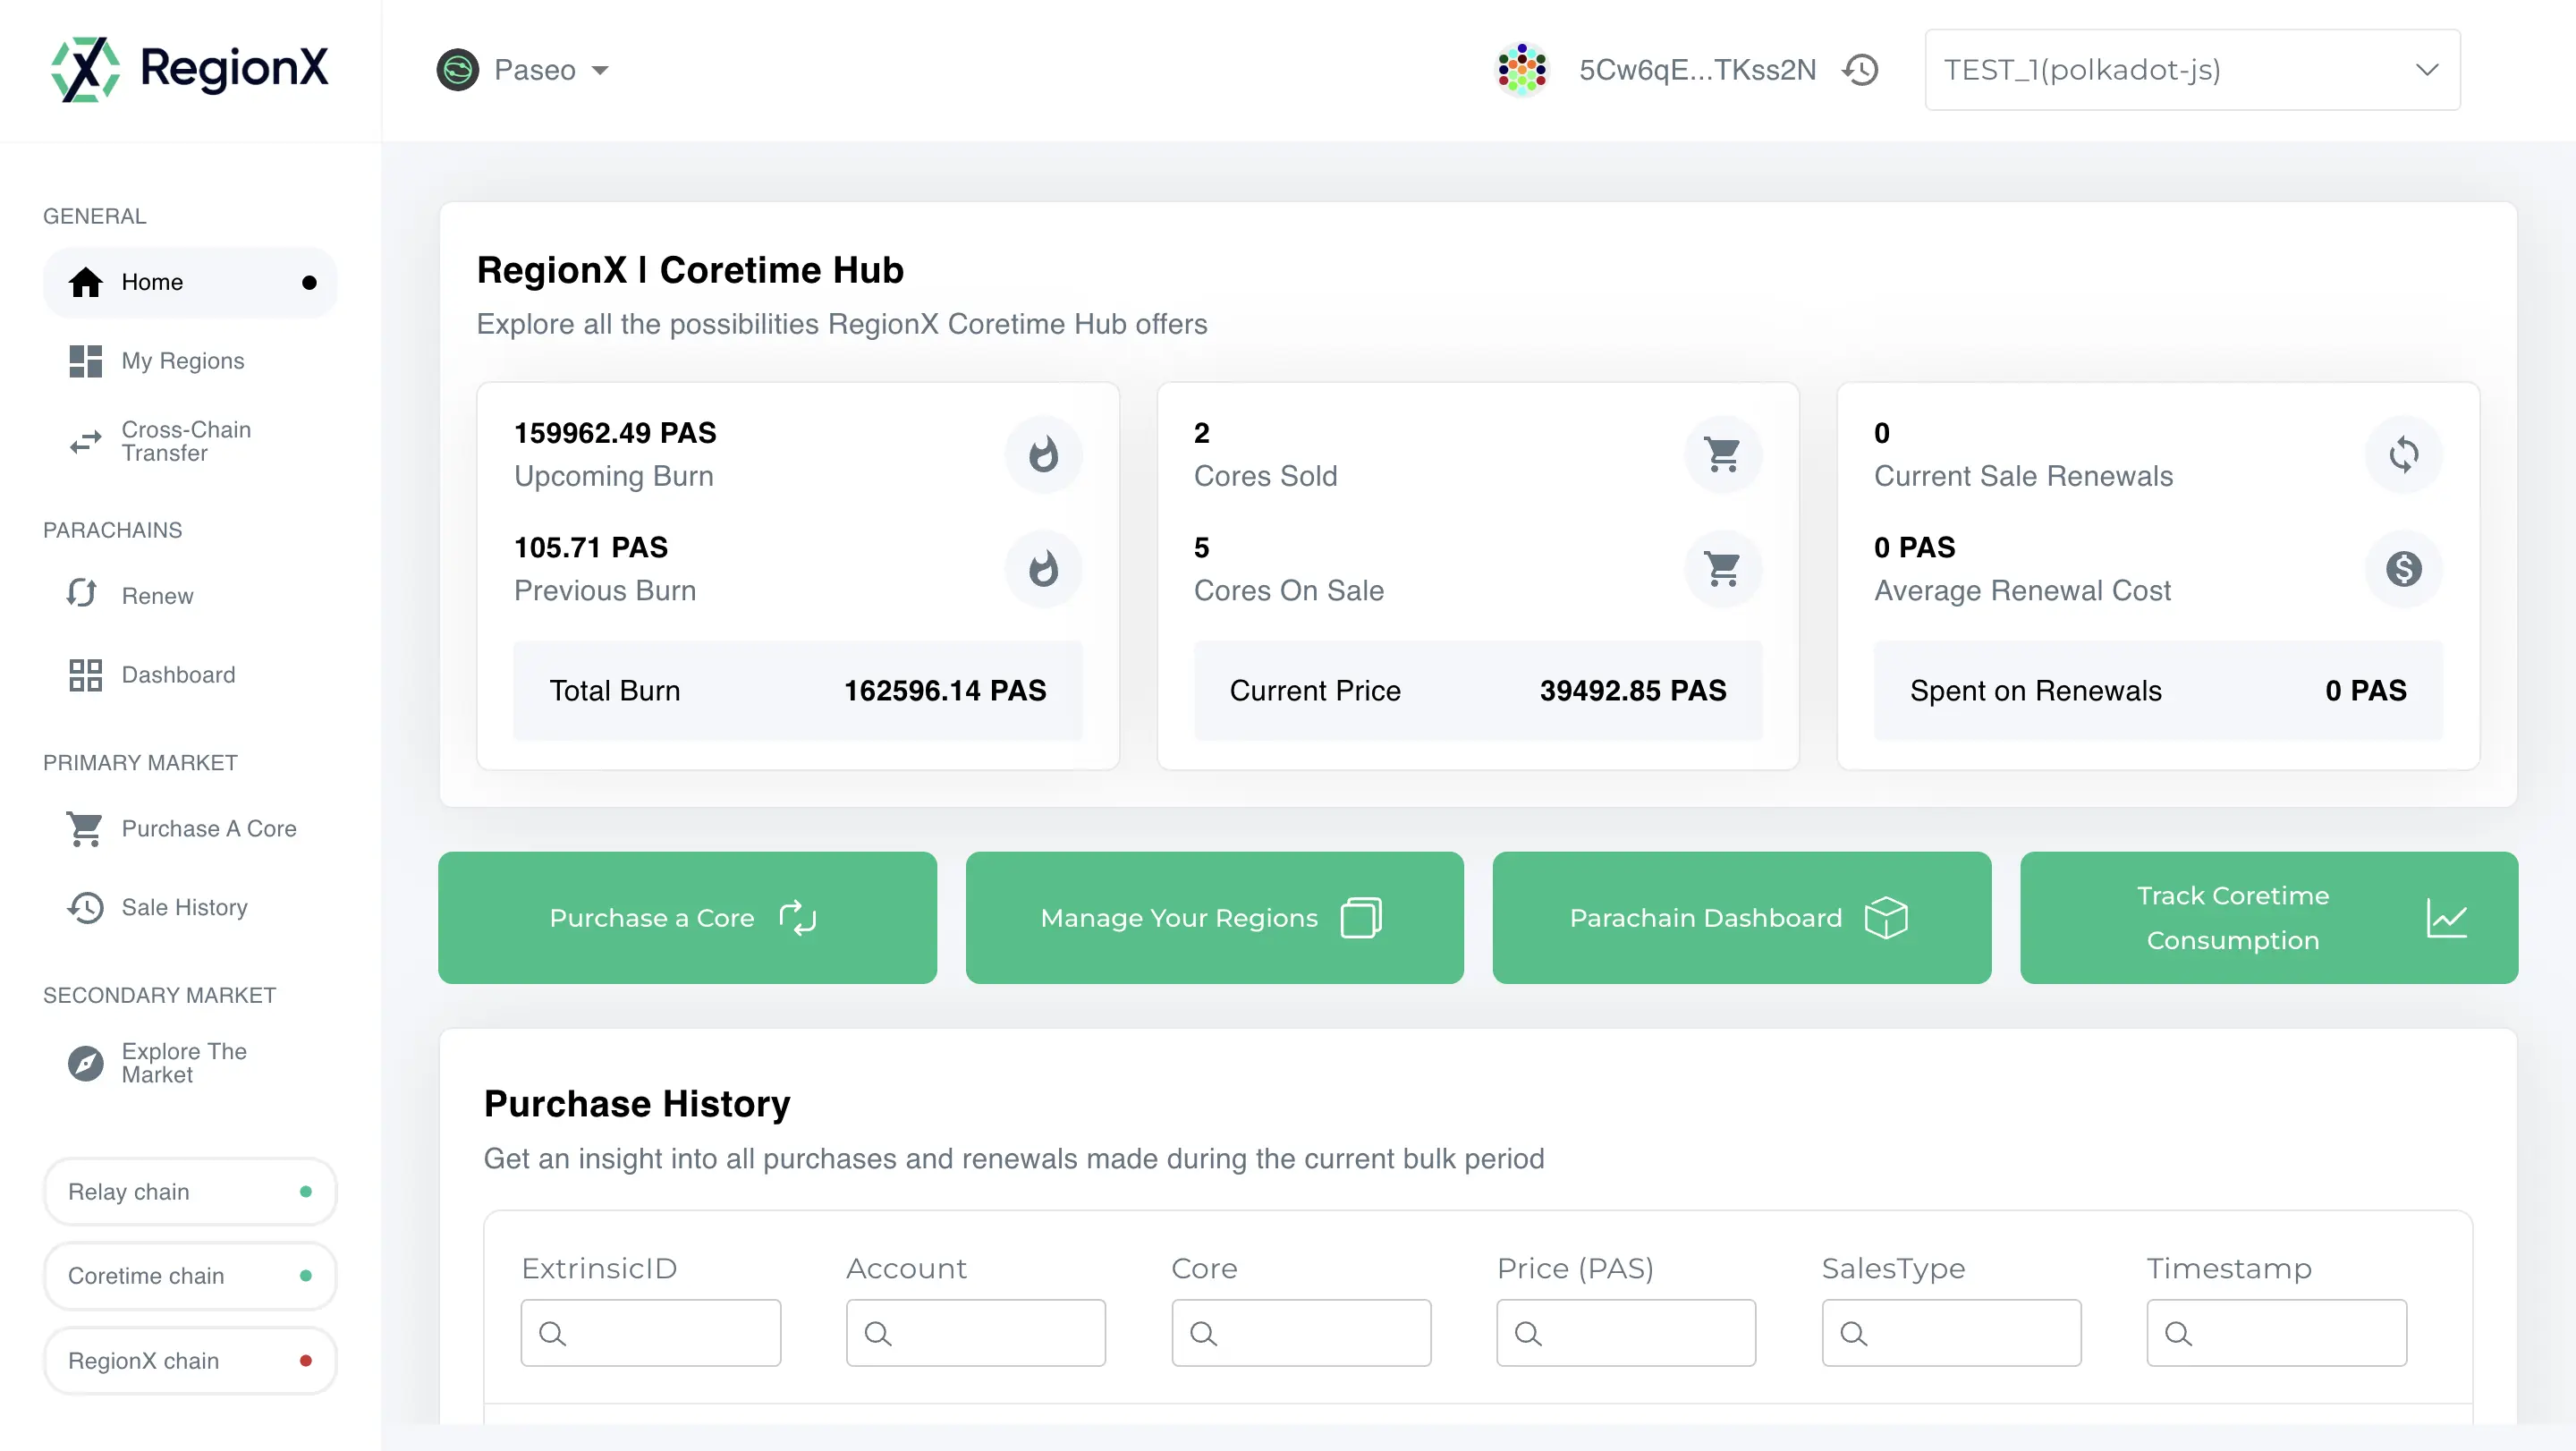 RegionX
Paseo
5Cw6qE...TKss2N
TEST_1(polkadot-js)
GENERAL
Home
My Regions
Cross-Chain
Transfer
PARACHAINS
Renew
Dashboard
PRIMARY MARKET
Purchase A Core
Sale History
SECONDARY MARKET
Explore The
Market
Relay chain
Coretime chain
RegionX chain
RegionX | Coretime Hub
Explore all the possibilities RegionX Coretime Hub offers
159962.49 PAS
Upcoming Burn
105.71 PAS
Previous Burn
Total Burn 162596.14 PAS
2
Cores Sold
5
Cores On Sale
Current Price 39492.85 PAS
0
Current Sale Renewals
0 PAS
Average Renewal Cost
Spent on Renewals 0 PAS
Purchase a Core
Manage Your Regions
Parachain Dashboard
Track Coretime
Consumption
Purchase History
Get an insight into all purchases and renewals made during the current bulk period
ExtrinsicID Account Core Price (PAS) SalesType Timestamp